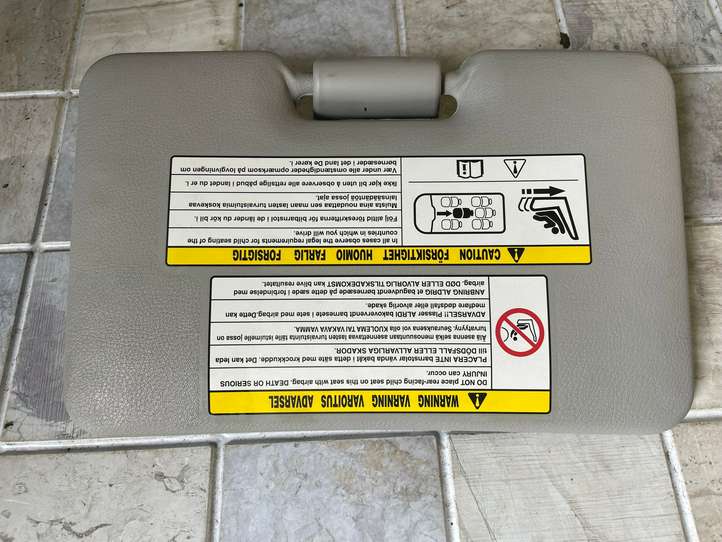 WARNING VARNING VAROITUS ADVARSEL
DO NOT place rear-facing child seat on this seat with airbag. DEATH OR SERIOUS
INJURY can occur.
PLACERA INTE vända barnstolar bakåt i detta säte med krockkudde. Det kan leda
till DÖDSFALL ELLER ALLVARLIGA SKADOR.
Älä asenna selkä menosuuntaan asennettavaa lasten turvaistuinta tälle istuimelle jossa on
turvatyyny. Seurauksena voi olla KUOLEMA TAI VAKAVA VAMMA.
ADVARSEL!! Plasser ALDRI bakovervendt barnesete i sete med airbag.Dette kan
medføre dødsfall eller alvorlig skade.
ANBRING ALDRIG et bagudvendt barnesæde på dette sæde i forbindelse med
airbag. DØD ELLER ALVORLIG TILSKADEKOMST kan blive
resultatet.
CAUTION FÖRSIKTIGHET HUOMIO FARLIG FORSIGTIG
In all cases observe the legal requirements for child seating of the
countries in which you will drive.
Följ alltid föreskrifterna för bilbarnstol i de länder du kör bil i.
Muista aina noudattaa sen maan lasten turvaistuimia koskevaa
lainsäädäntöä jossa ajat.
Ikke kjør bil uten å observere alle rettslige påbud i landet du er i.
Vær under alle omstændigheder opmærksom på lovgivningen om
børnesæder i det land De kører i.